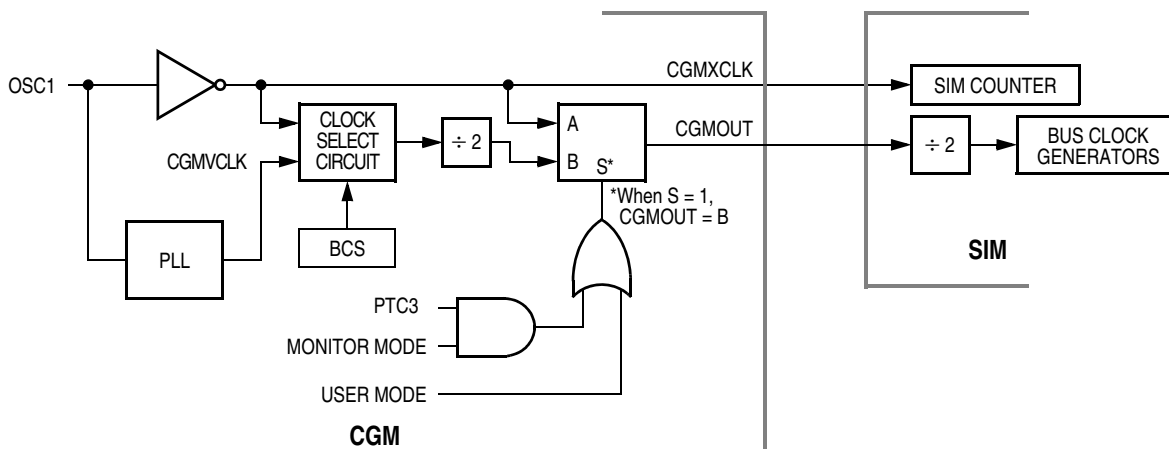 OSC1
CGMXCLK
SIM COUNTER
CLOCK
SELECT
CIRCUIT
÷ 2
A
B
S*
CGMOUT
÷ 2
BUS CLOCK
GENERATORS
CGMVCLK
*When S = 1,
CGMOUT = B
PLL
BCS
SIM
PTC3
MONITOR MODE
USER MODE
CGM